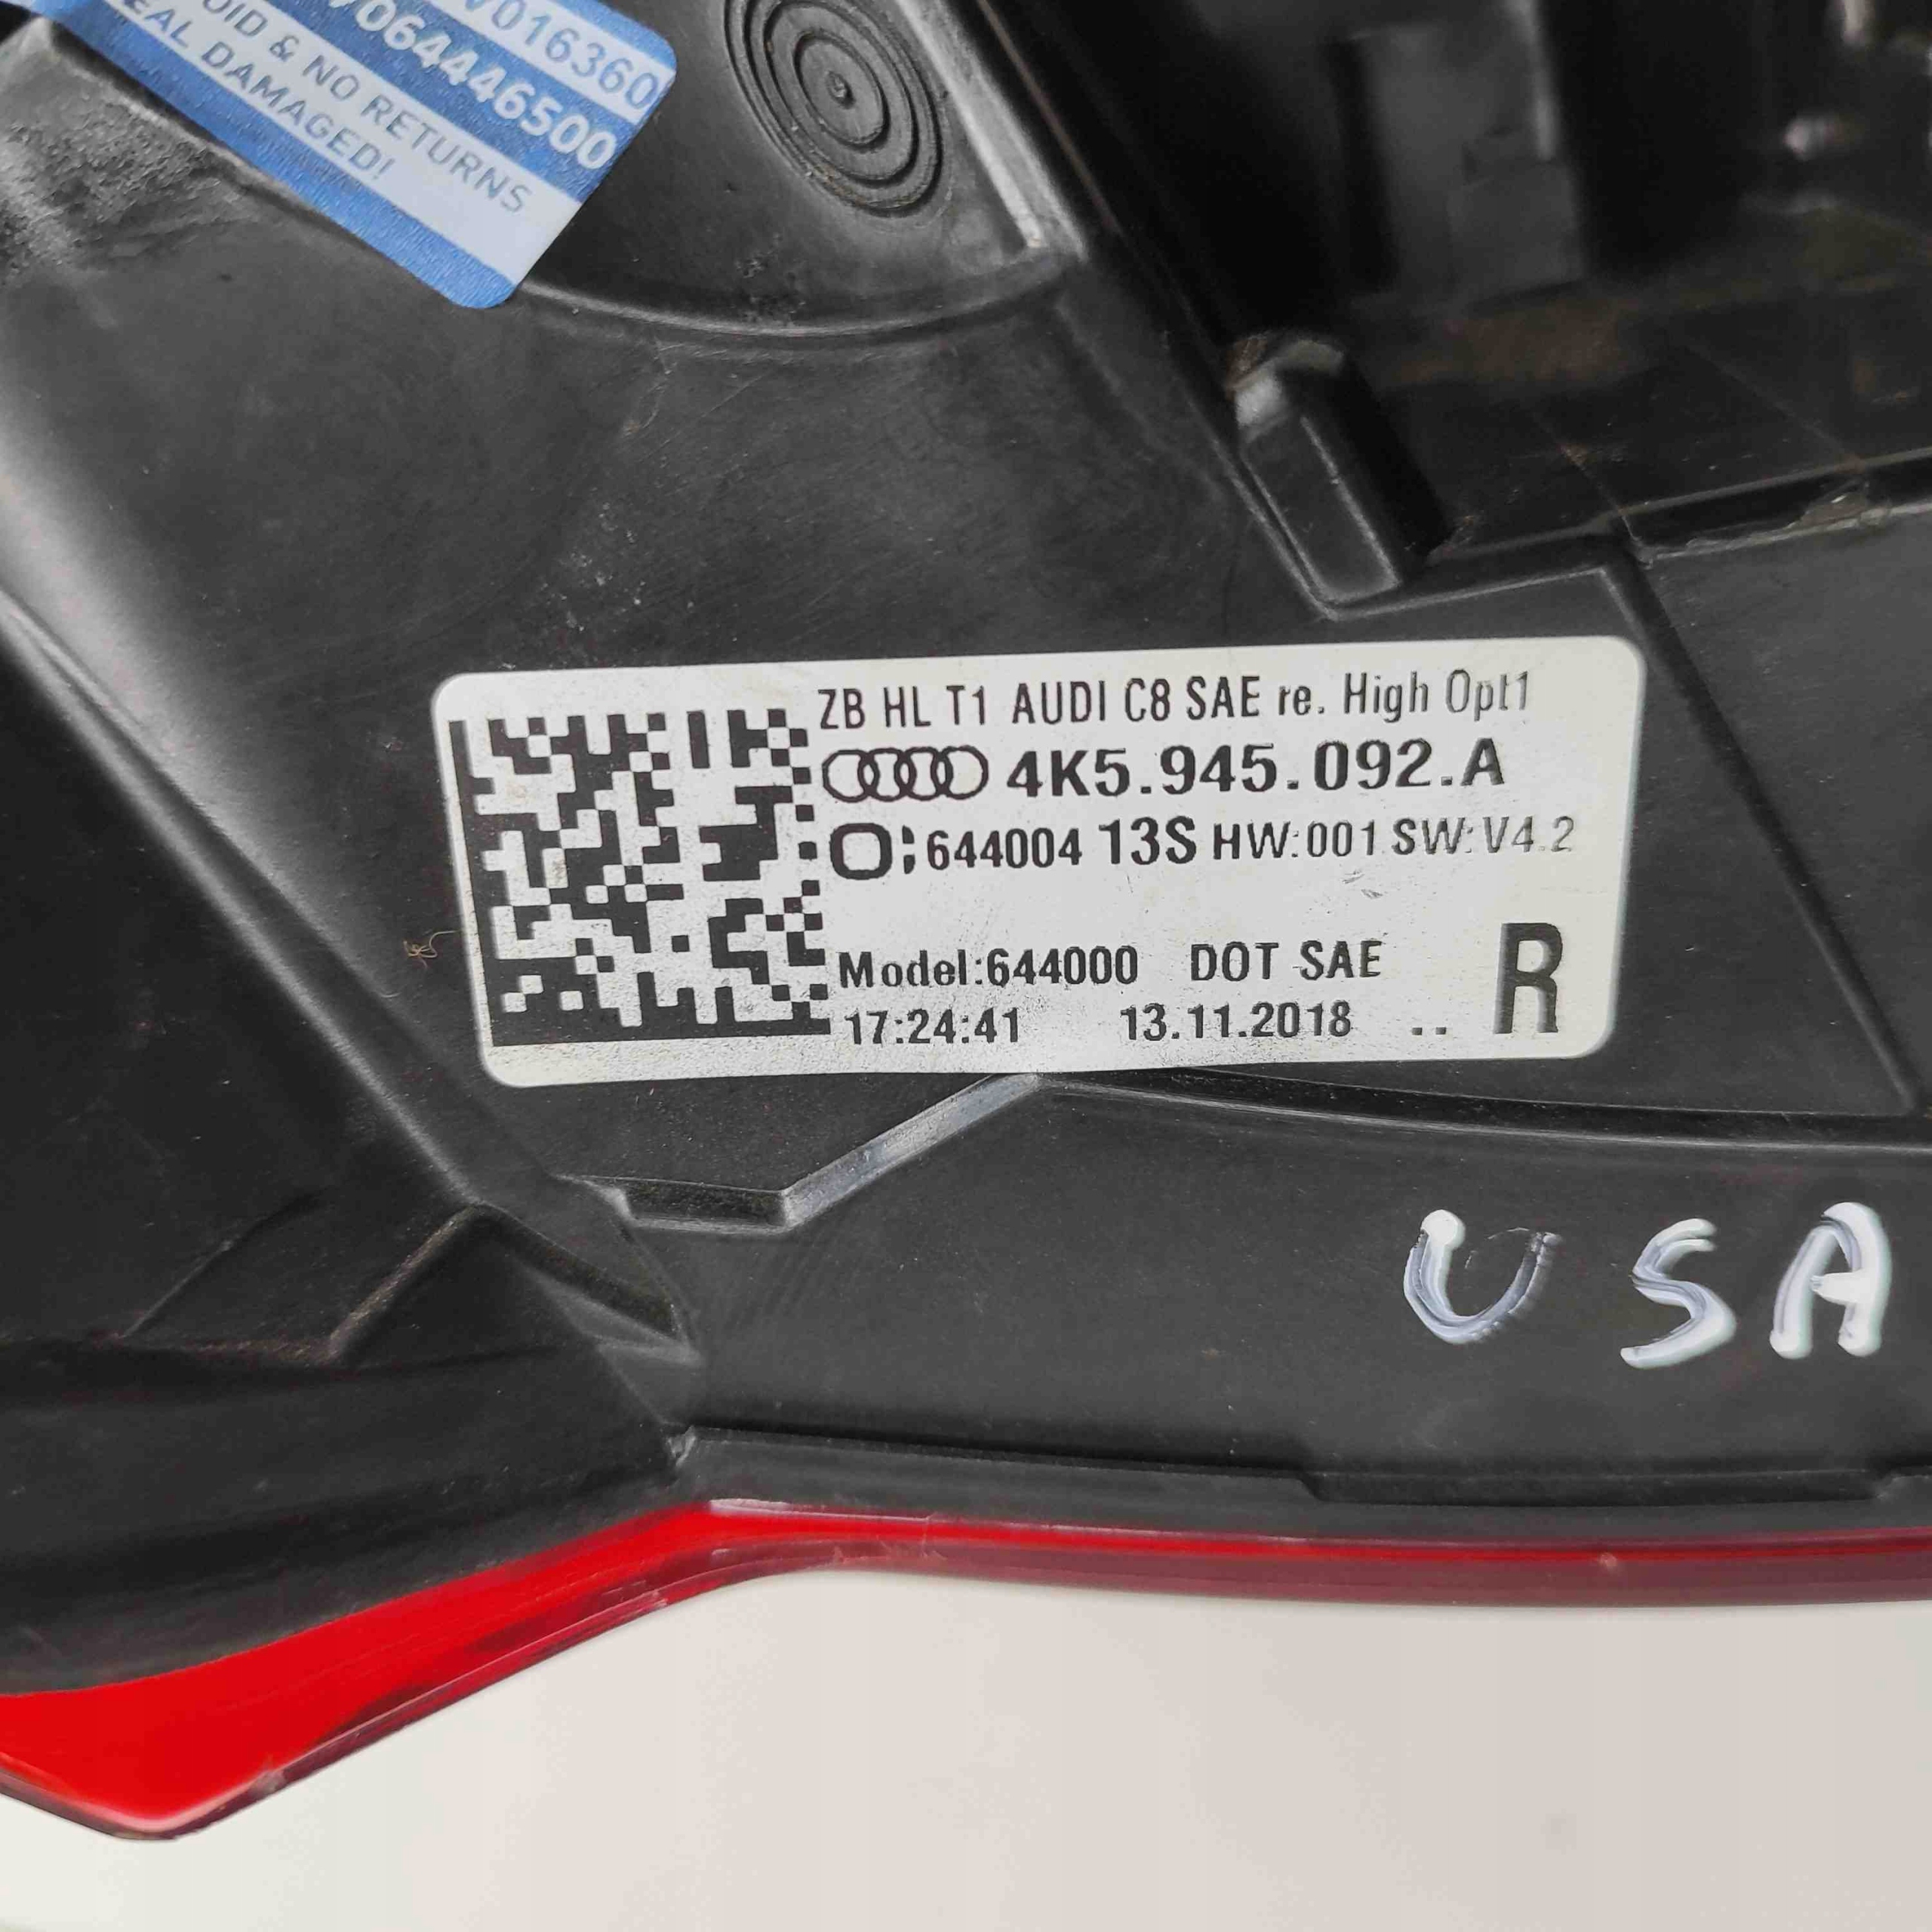 V016360
7064446500
OID & NO RETURNS
EAL DAMAGED!
ZB HL T1 AUDI C8 SAE re. High Opt1
4K5.945.092.A
O:644004 13S HW:001 SW:V4.2
Model:644000 DOT SAE R
17:24:41 13.11.2018 ..
USA